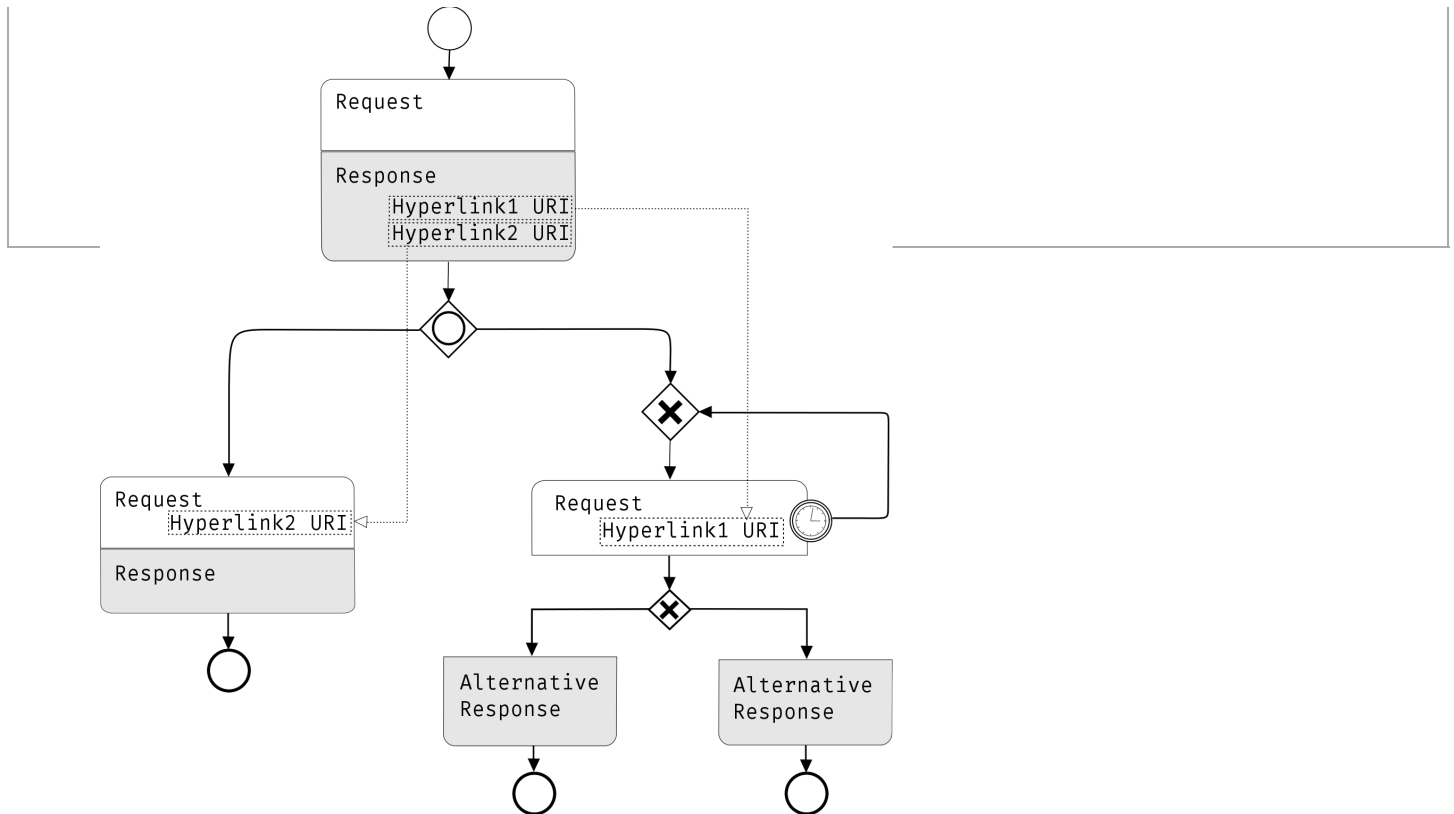 Request
Response
Hyperlink1 URI
Hyperlink2 URI
Request
Hyperlink2 URI
Response
Request
Hyperlink1 URI
Alternative
Response
Alternative
Response